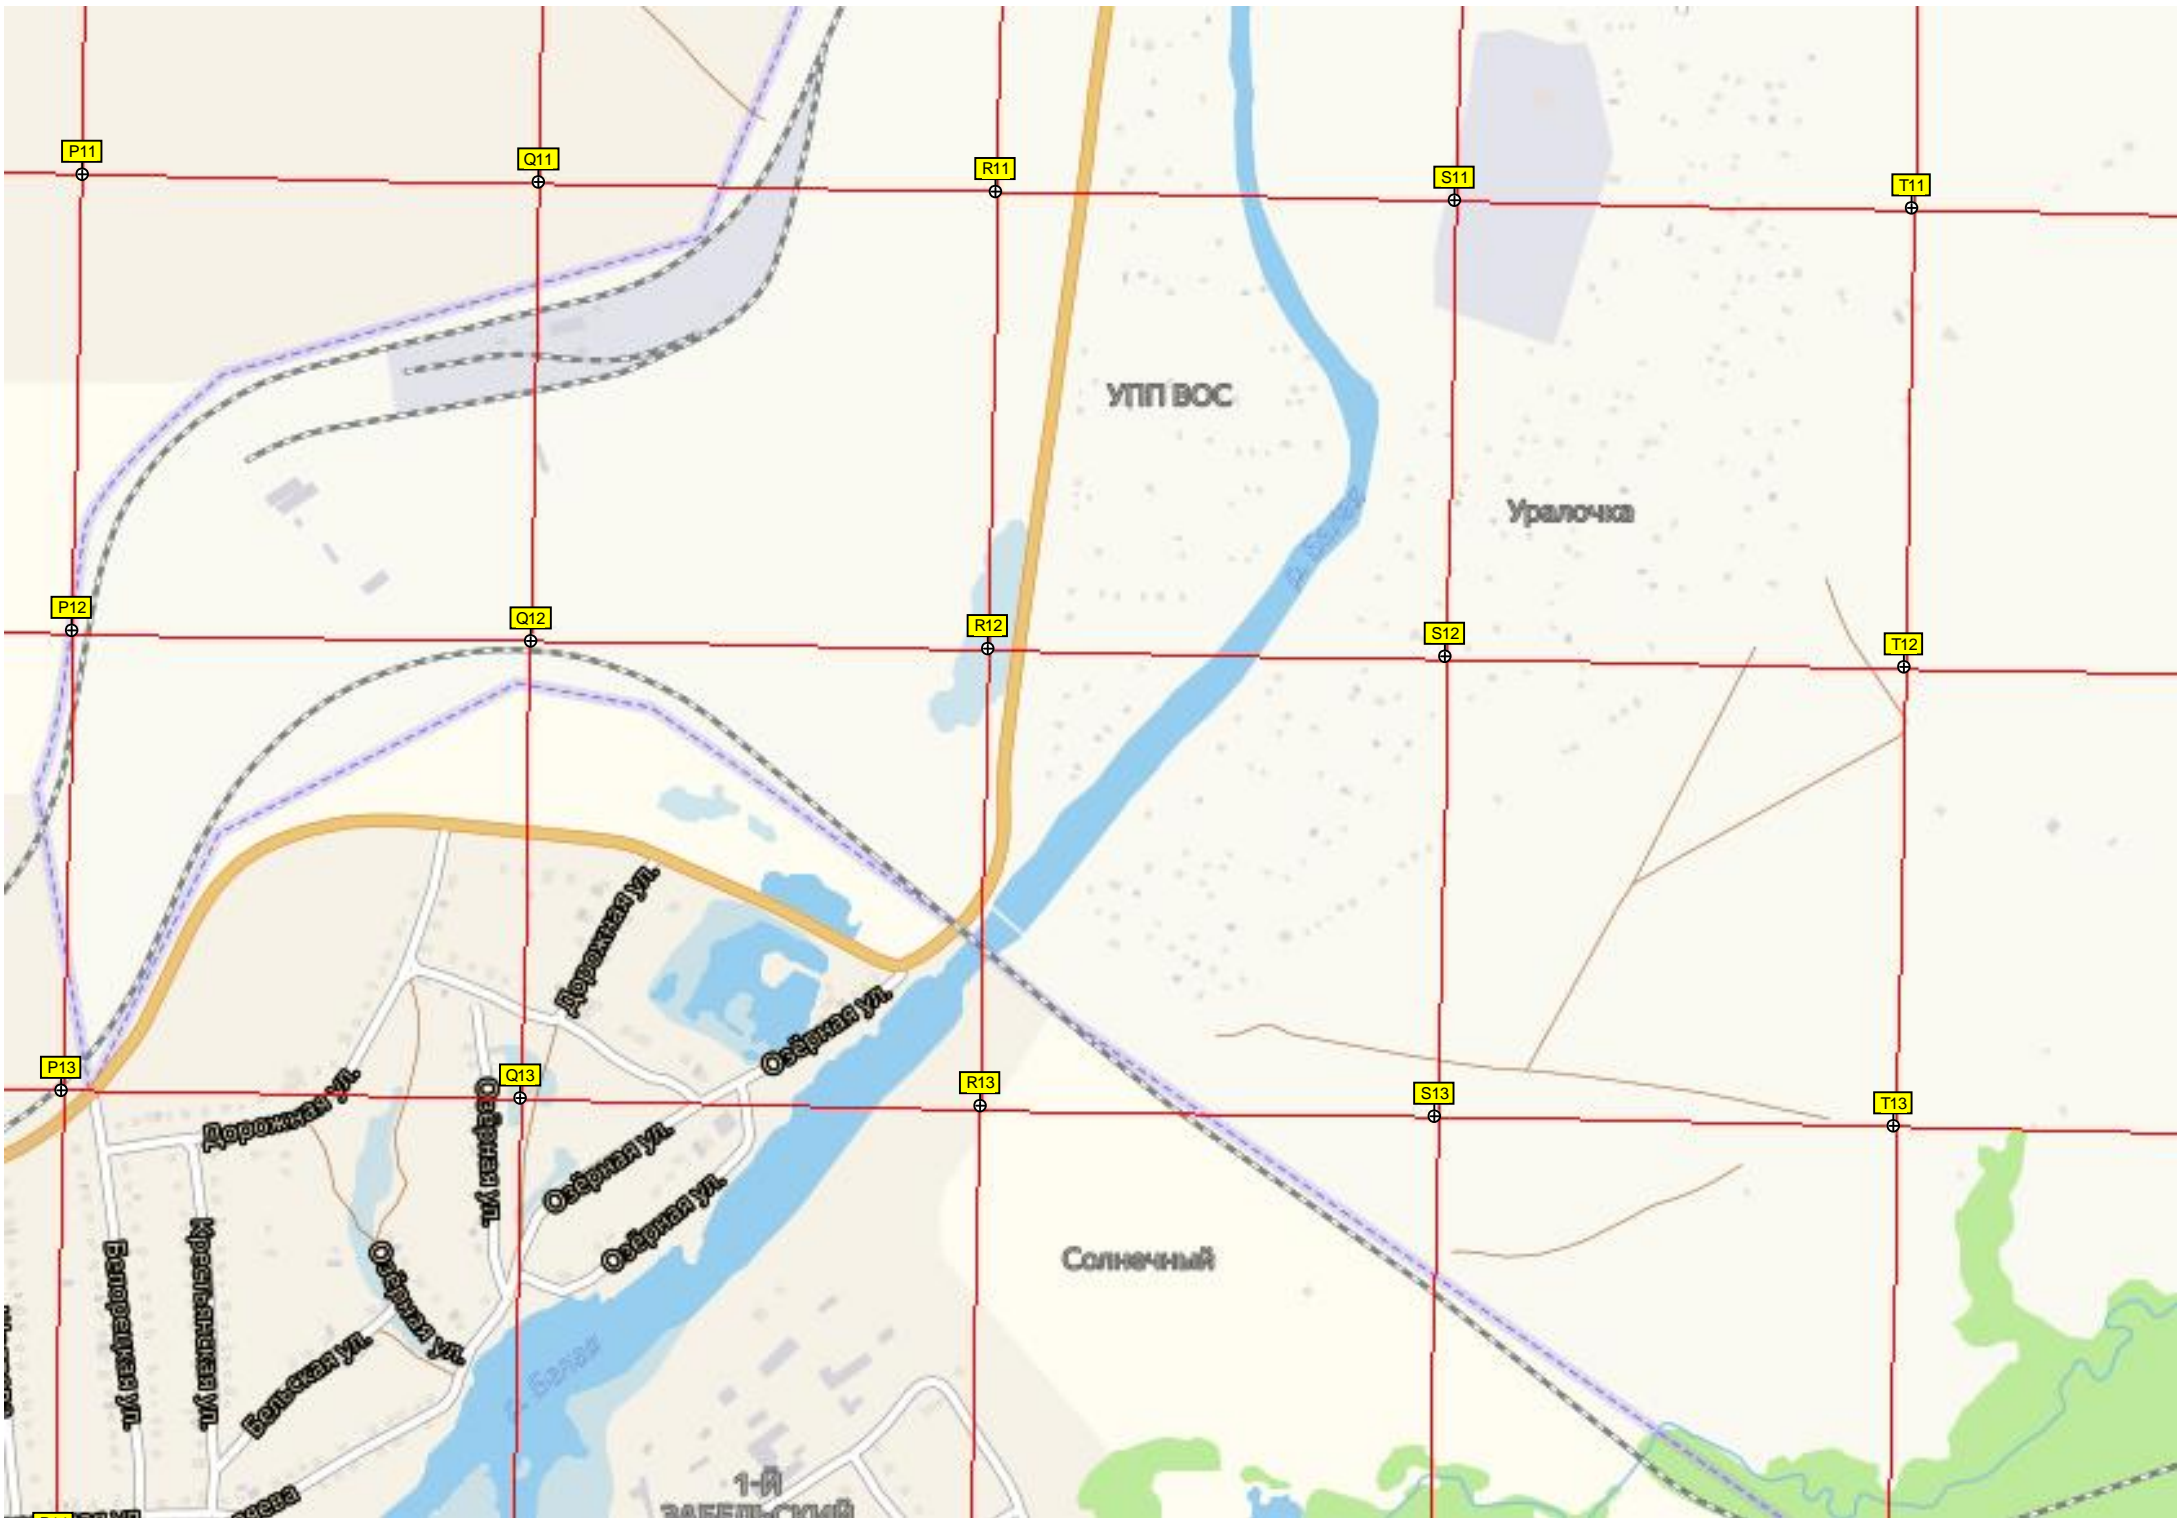 P11
Q11
R11
S11
T11
УПП ВОС
Уралочка
р. Белая
P12
Q12
R12
S12
T12
Дорожная ул.
Озёрная ул.
P13
Q13
R13
S13
T13
Дорожная ул.
Озёрная ул.
Озёрная ул.
Озёрная ул.
Белорецкая ул.
Крестьянская ул.
Озёрная ул.
Бельская ул.
Солнечный
р. Белая
1-Й
ЗАБЕЛЬСКИЙ